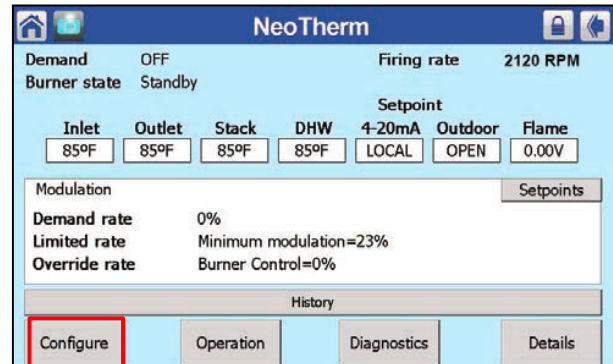 NeoTherm
Demand OFF Firing rate 2120 RPM
Burner state Standby
Setpoint
Inlet Outlet Stack DHW 4-20mA Outdoor Flame
85ºF 85ºF 85ºF 85ºF LOCAL OPEN 0.00V
Modulation Setpoints
Demand rate 0%
Limited rate Minimum modulation=23%
Override rate Burner Control=0%
History
Configure Operation Diagnostics Details